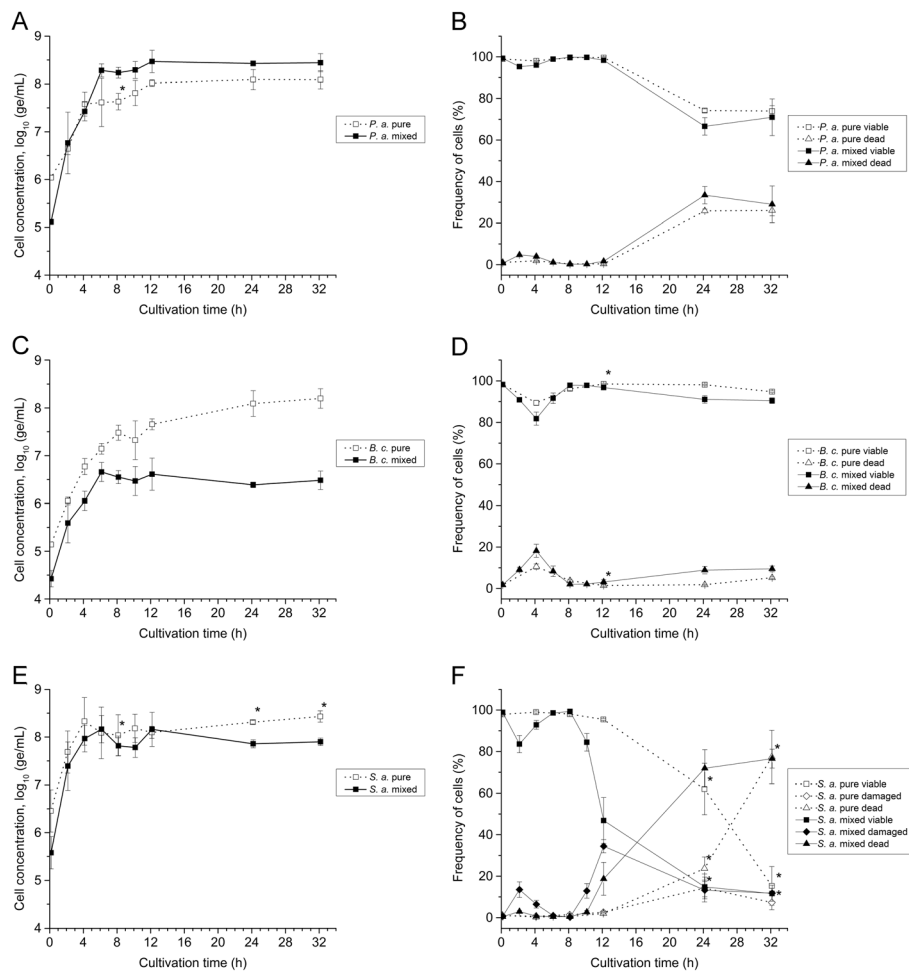 A
9
8
7
6
5
4
Cell concentration, log10 (ge/mL)
*
P. a. pure
P. a. mixed
0 4 8 12 16 20 24 28 32
Cultivation time (h)
B
100
80
60
40
20
0
Frequency of cells (%)
P. a. pure viable
P. a. pure dead
P. a. mixed viable
P. a. mixed dead
0 4 8 12 16 20 24 28 32
Cultivation time (h)
C
9
8
7
6
5
4
Cell concentration, log10 (ge/mL)
B. c. pure
B. c. mixed
0 4 8 12 16 20 24 28 32
Cultivation time (h)
D
100
80
60
40
20
0
Frequency of cells (%)
*
*
B. c. pure viable
B. c. pure dead
B. c. mixed viable
B. c. mixed dead
0 4 8 12 16 20 24 28 32
Cultivation time (h)
E
9
8
7
6
5
4
Cell concentration, log10 (ge/mL)
* * *
S. a. pure
S. a. mixed
0 4 8 12 16 20 24 28 32
Cultivation time (h)
F
100
80
60
40
20
0
Frequency of cells (%)
*
*
*
*
*
*
S. a. pure viable
S. a. pure damaged
S. a. pure dead
S. a. mixed viable
S. a. mixed damaged
S. a. mixed dead
0 4 8 12 16 20 24 28 32
Cultivation time (h)